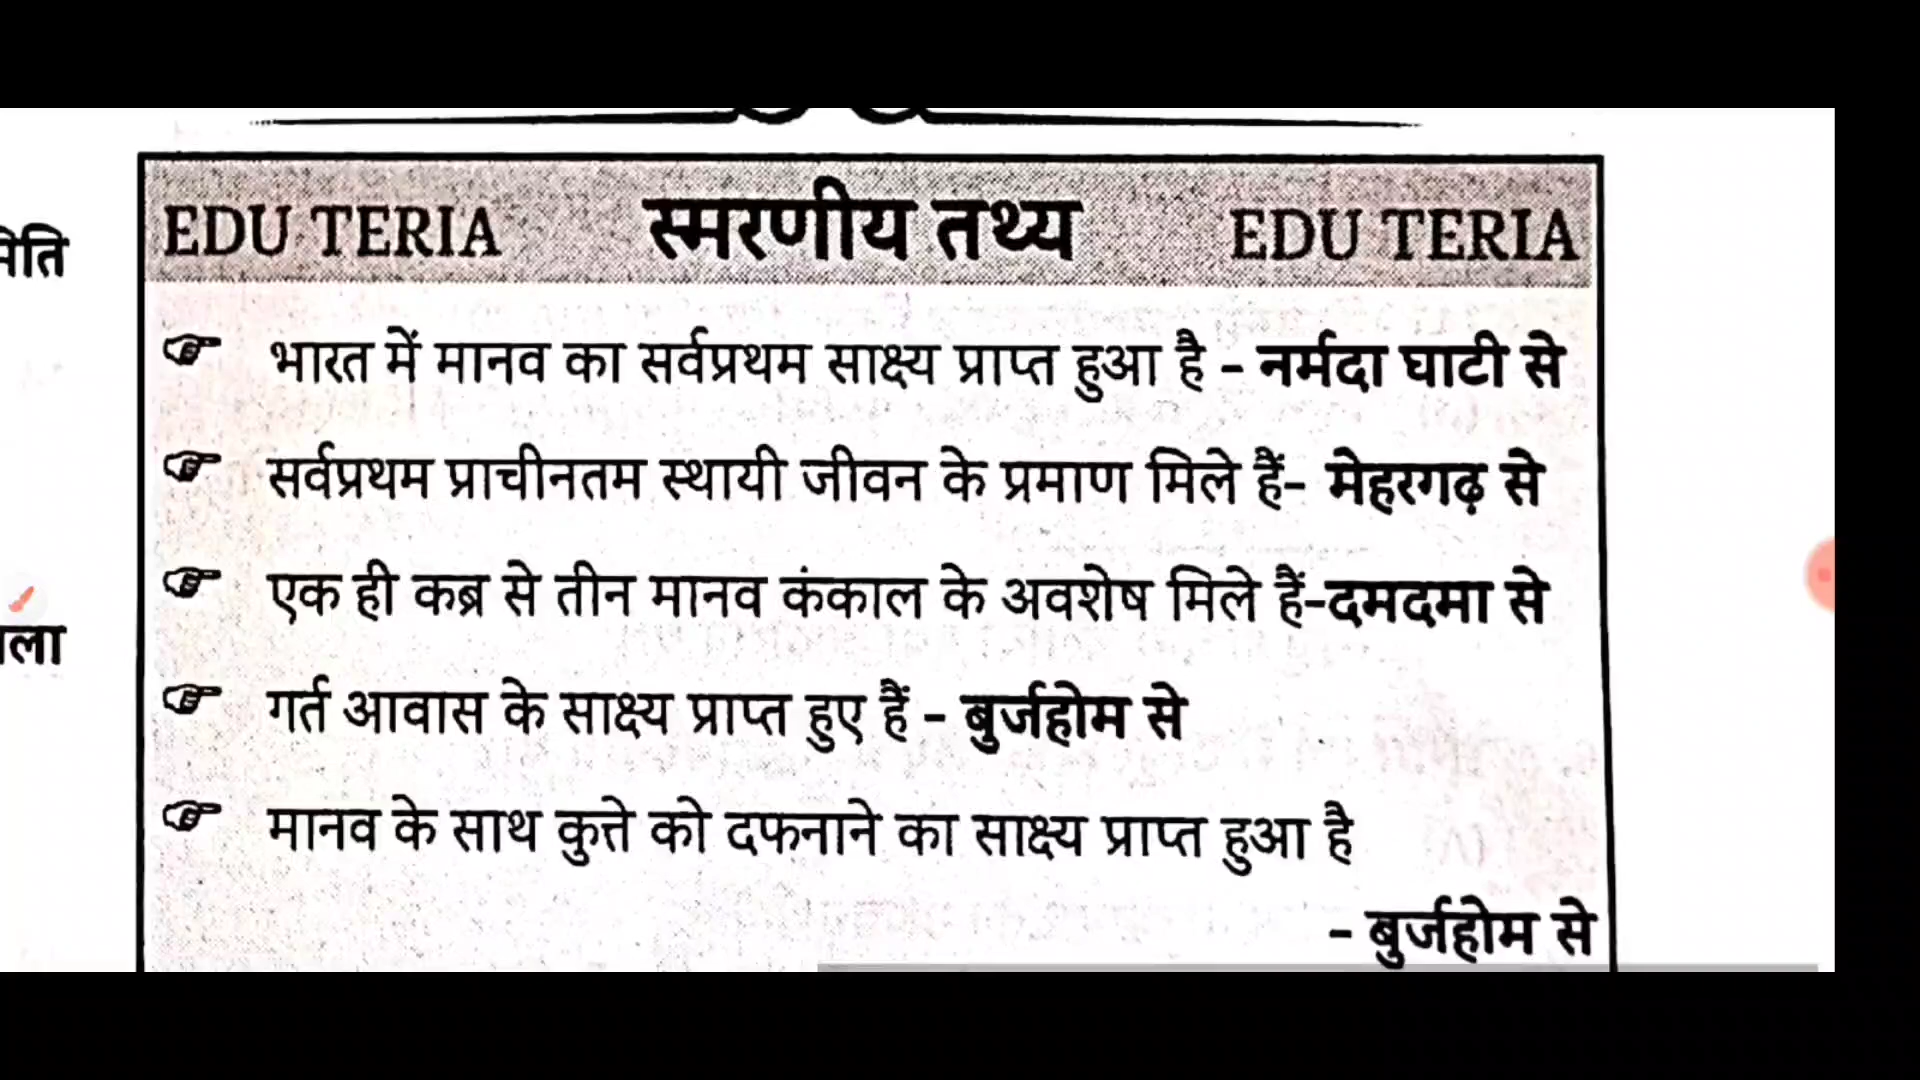 EDU TERIA स्मरणीय तथ्य EDU TERIA
भारत में मानव का सर्वप्रथम साक्ष्य प्राप्त हुआ है - नर्मदा घाटी से
सर्वप्रथम प्राचीनतम स्थायी जीवन के प्रमाण मिले हैं- मेहरगढ़ से
एक ही कब्र से तीन मानव कंकाल के अवशेष मिले हैं-दमदमा से
गर्त आवास के साक्ष्य प्राप्त हुए हैं - बुर्जहोम से
मानव के साथ कुत्ते को दफनाने का साक्ष्य प्राप्त हुआ है
- बुर्जहोम से